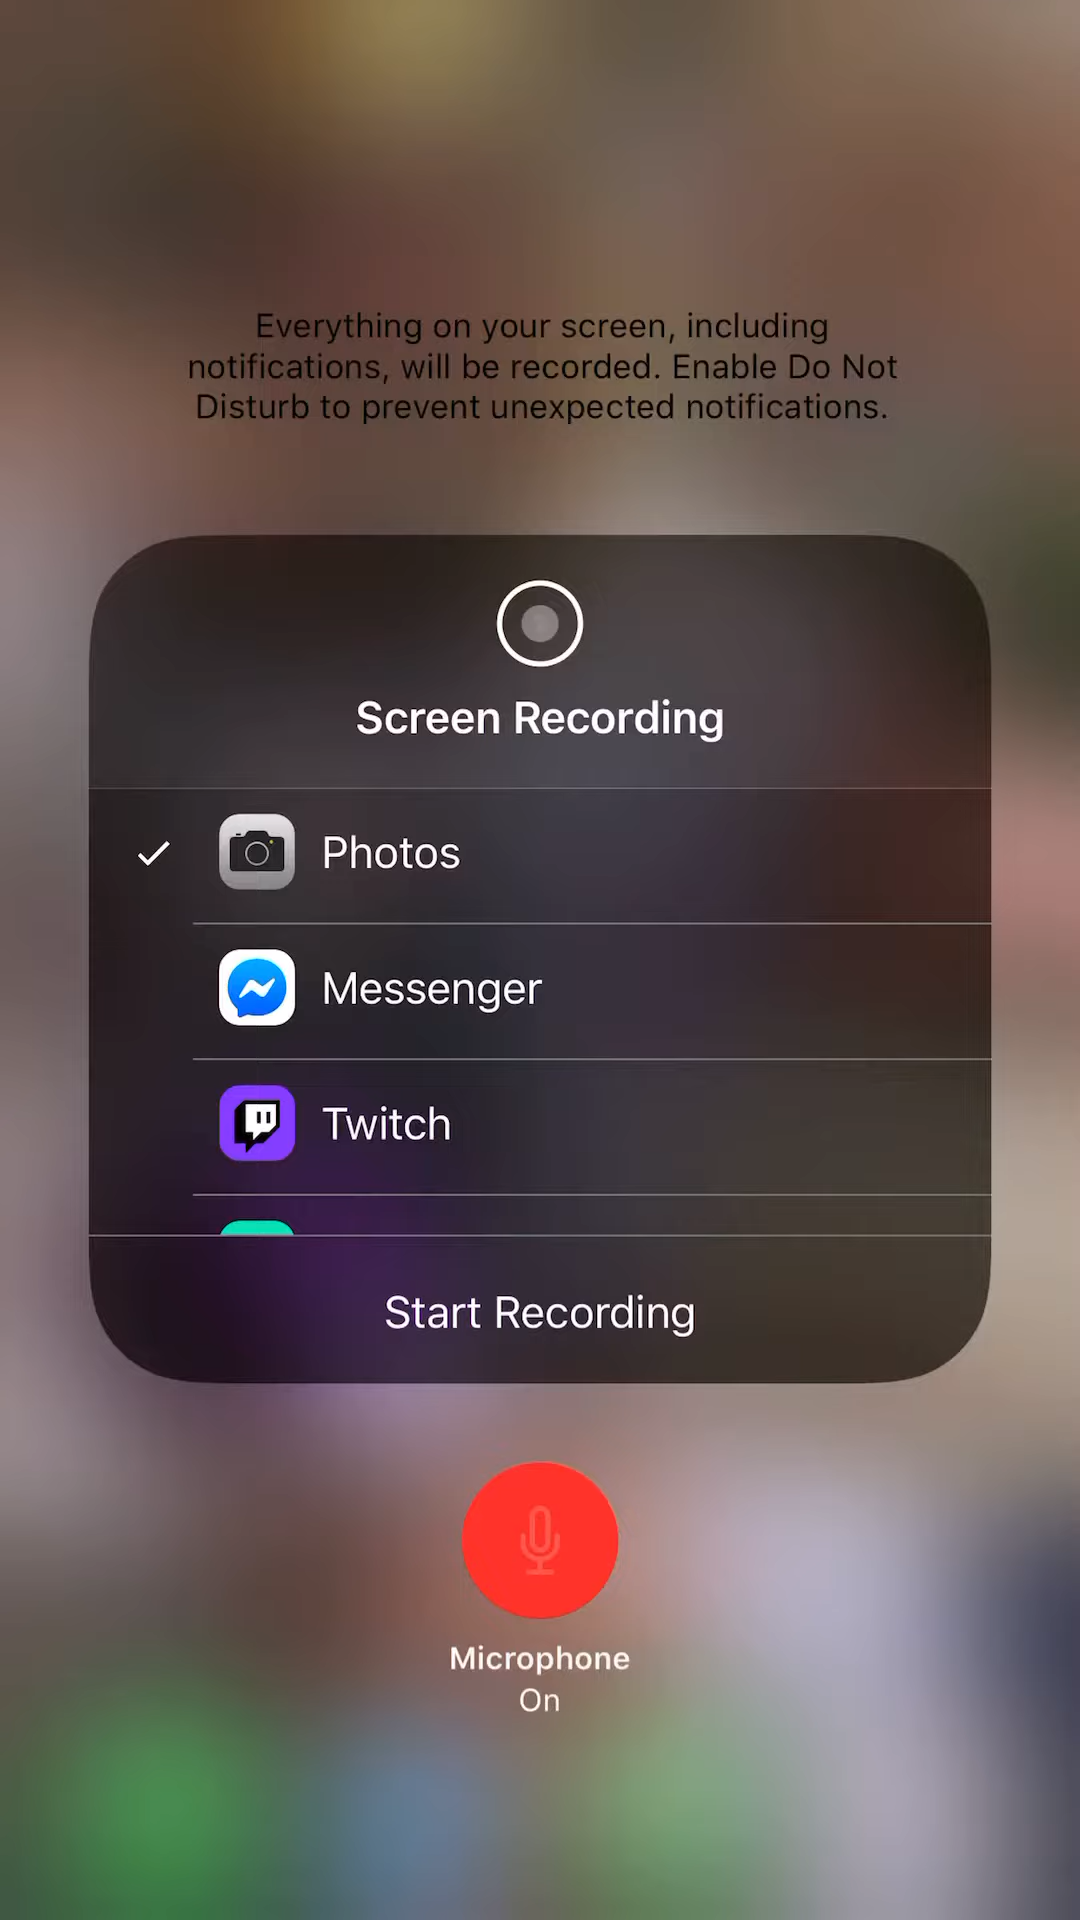 Everything on your screen, including
notifications, will be recorded. Enable Do Not
Disturb to prevent unexpected notifications.
Screen Recording
Photos
Messenger
Twitch
Start Recording
Microphone
On